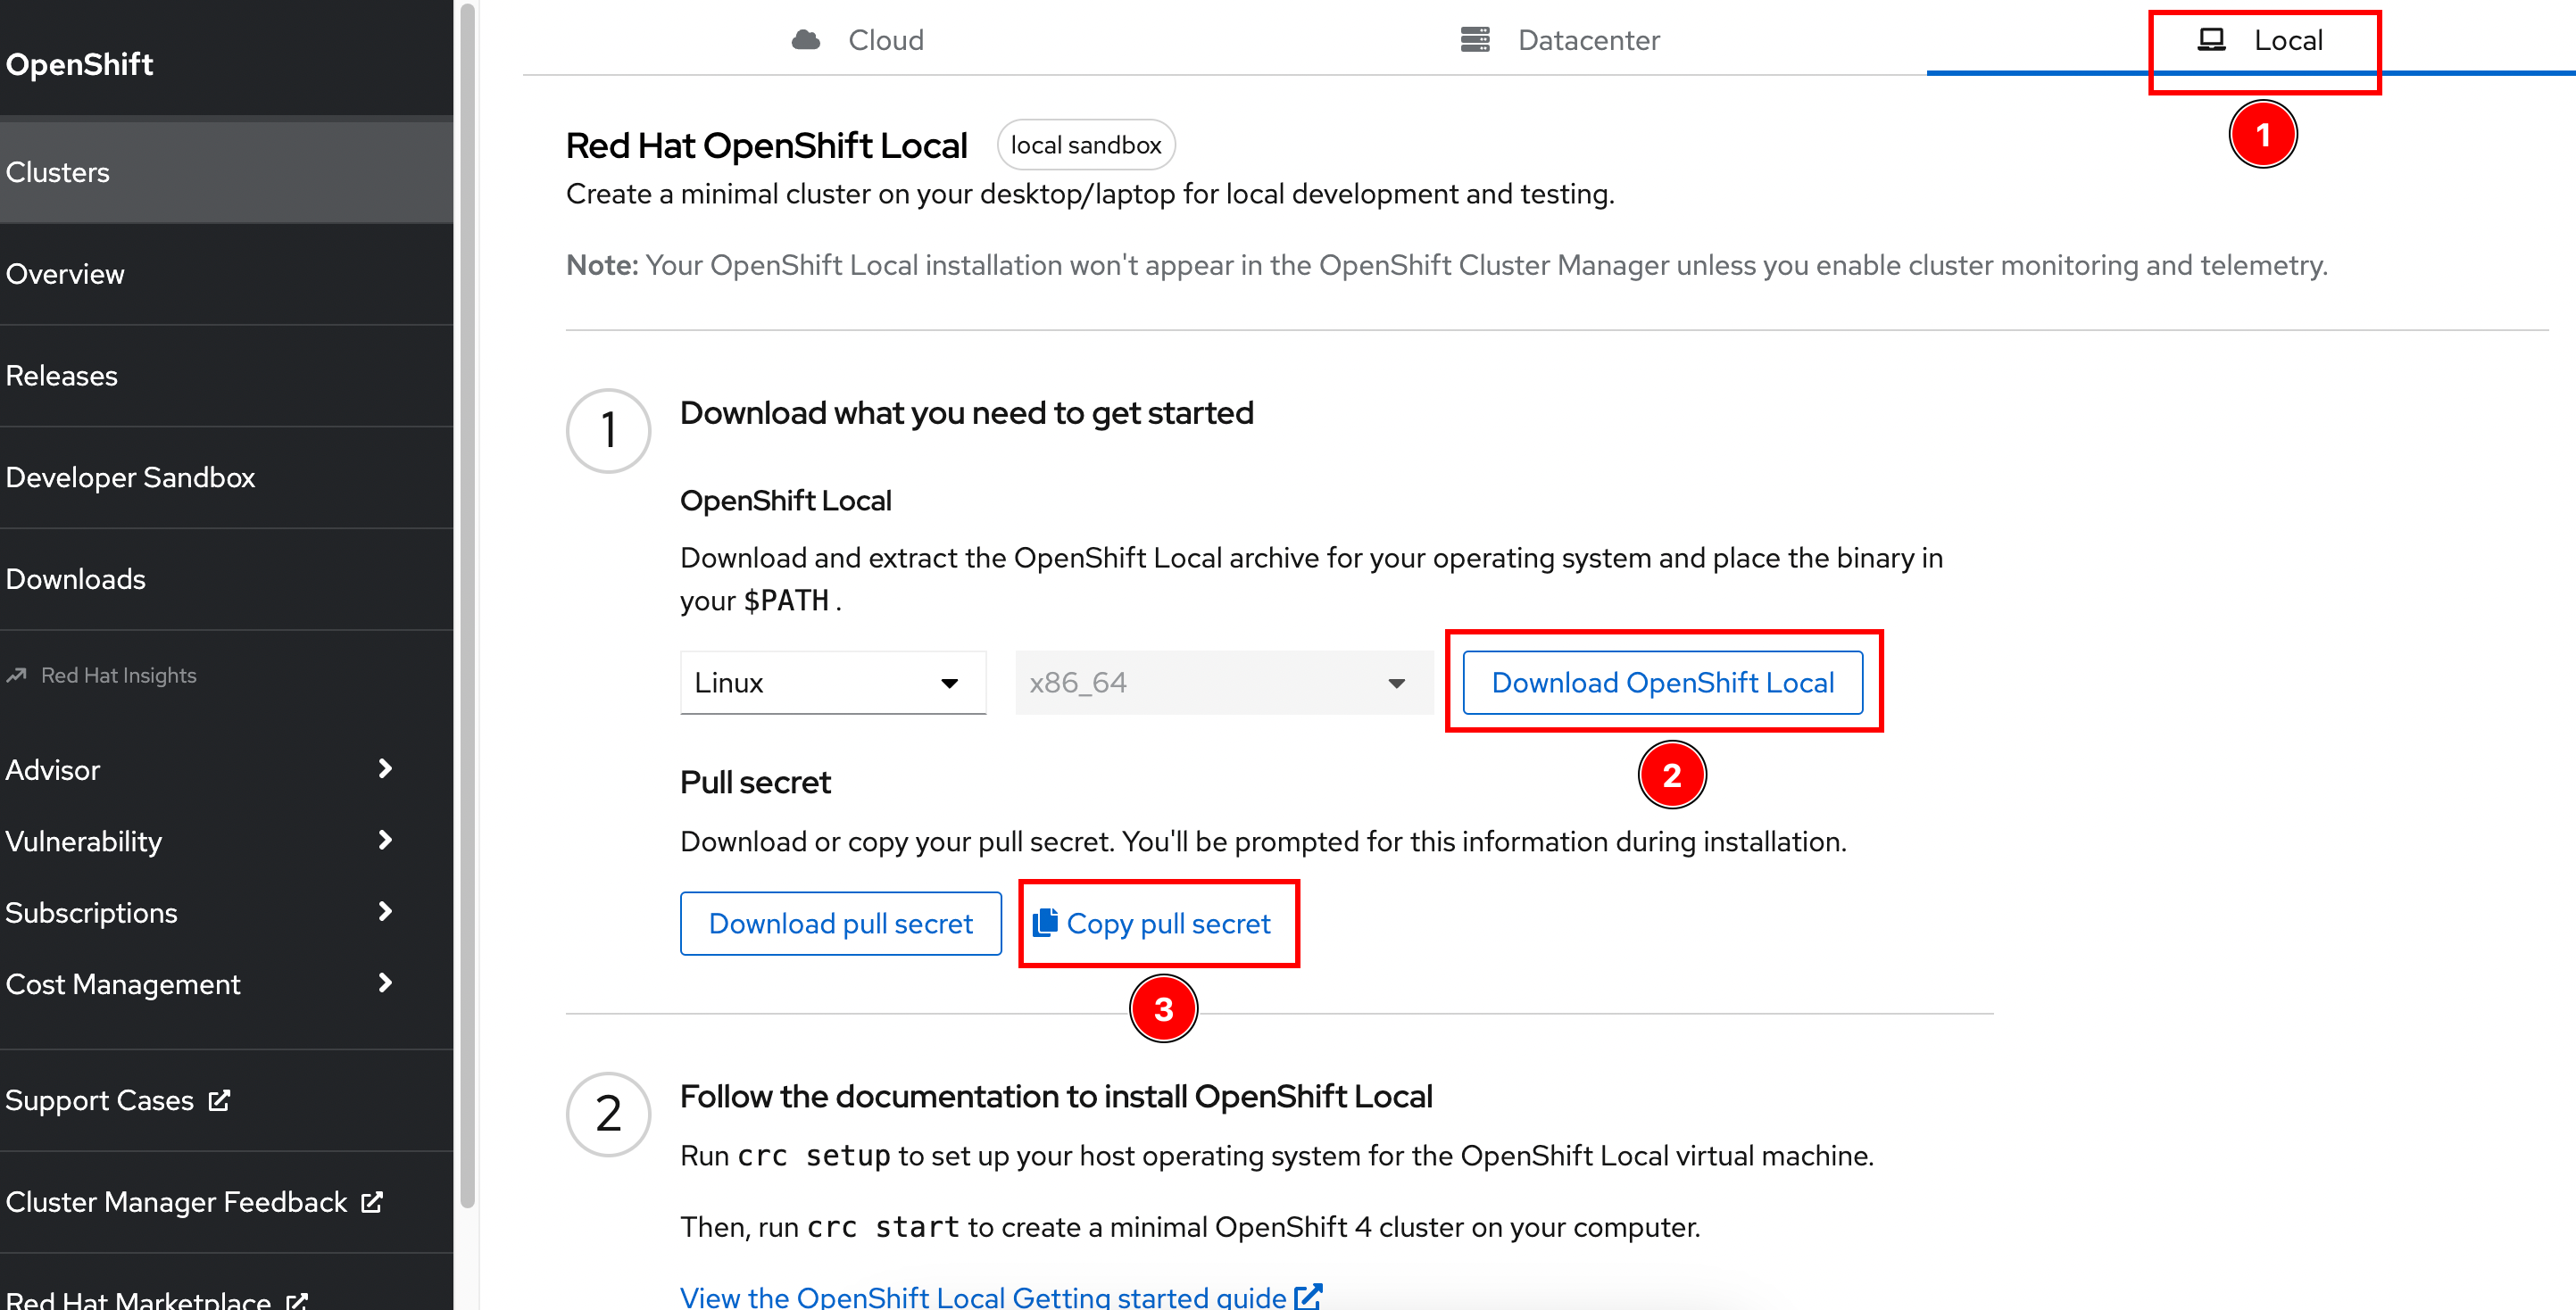 OpenShift
Clusters
Overview
Releases
Developer Sandbox
Downloads
Red Hat Insights
Advisor
Vulnerability
Subscriptions
Cost Management
Support Cases
Cluster Manager Feedback
Red Hat Marketplace
Cloud
Datacenter
Local
1
Red Hat OpenShift Local
local sandbox
Create a minimal cluster on your desktop/laptop for local development and testing.
Note: Your OpenShift Local installation won't appear in the OpenShift Cluster Manager unless you enable cluster monitoring and telemetry.
1
Download what you need to get started
OpenShift Local
Download and extract the OpenShift Local archive for your operating system and place the binary in
your $PATH .
Linux
x86_64
Download OpenShift Local
2
Pull secret
Download or copy your pull secret. You'll be prompted for this information during installation.
Download pull secret
Copy pull secret
3
2
Follow the documentation to install OpenShift Local
Run crc setup to set up your host operating system for the OpenShift Local virtual machine.
Then, run crc start to create a minimal OpenShift 4 cluster on your computer.
View the OpenShift Local Getting started guide